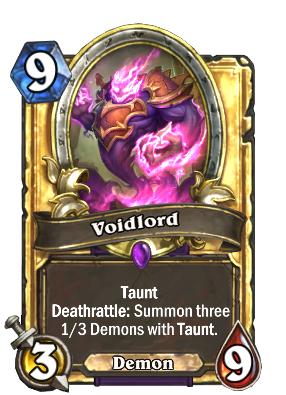 9
Voidlord
Taunt
Deathrattle: Summon three
1/3 Demons with Taunt.
3
Demon
9